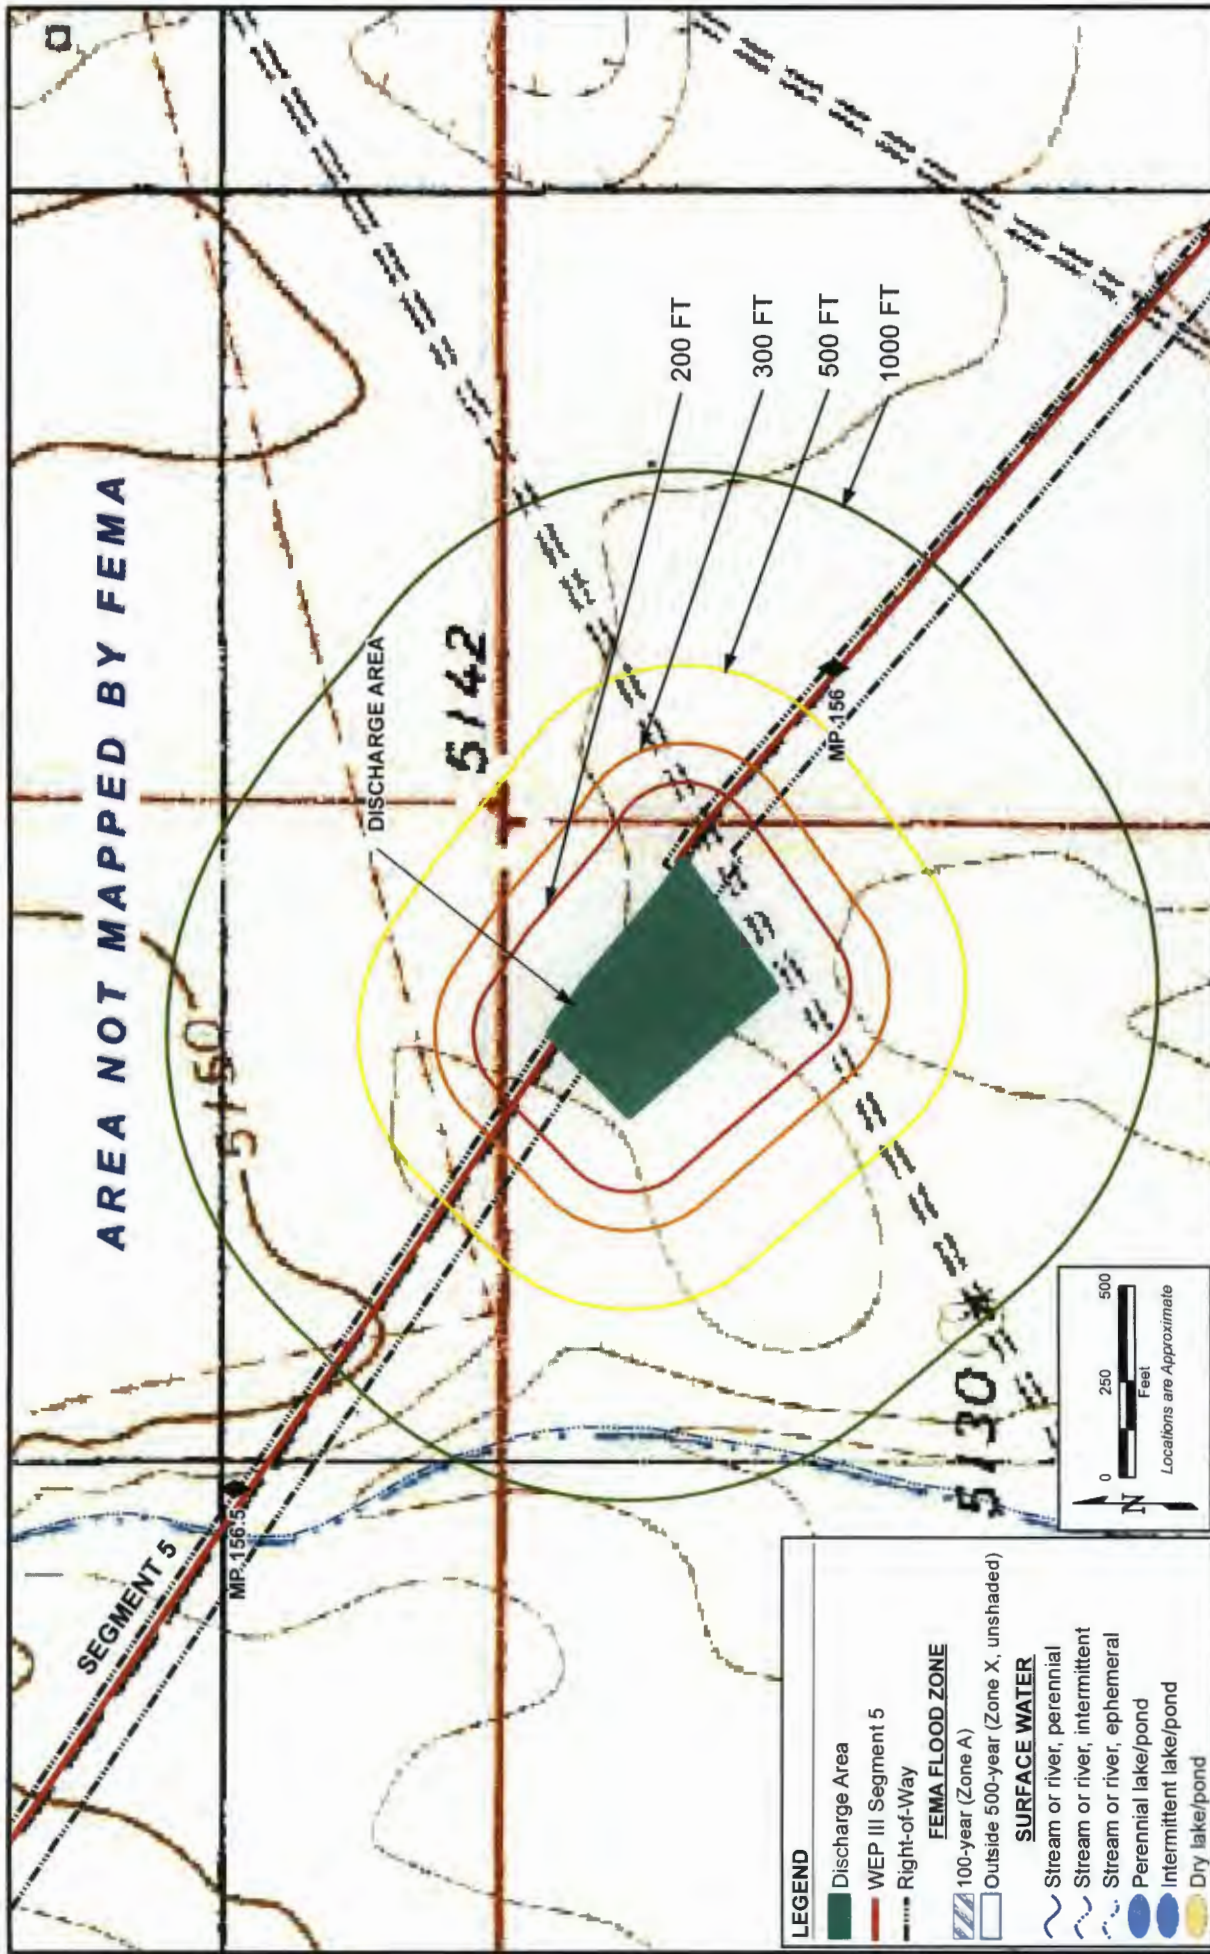 AREA NOT MAPPED BY FEMA
SEGMENT 5
MP 156.5
5160
DISCHARGE AREA
5142
200 FT
300 FT
500 FT
1000 FT
MP 156
5130
LEGEND
Discharge Area
WEP III Segment 5
Right-of-Way
FEMA FLOOD ZONE
100-year (Zone A)
Outside 500-year (Zone X, unshaded)
SURFACE WATER
Stream or river, perennial
Stream or river, intermittent
Stream or river, ephemeral
Perennial lake/pond
Intermittent lake/pond
Dry lake/pond
N
0 250 500
Feet
Locations are Approximate